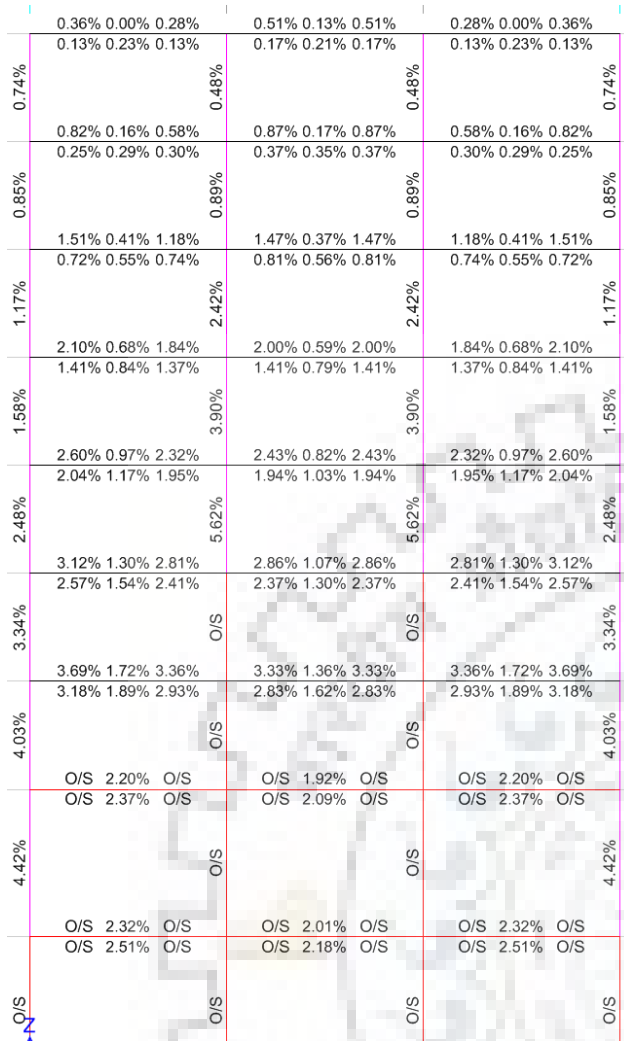 0.36% 0.00% 0.28% 0.51% 0.13% 0.51% 0.28% 0.00% 0.36%
0.13% 0.23% 0.13% 0.17% 0.21% 0.17% 0.13% 0.23% 0.13%
0.74% 0.48% 0.48% 0.74%
0.82% 0.16% 0.58% 0.87% 0.17% 0.87% 0.58% 0.16% 0.82%
0.25% 0.29% 0.30% 0.37% 0.35% 0.37% 0.30% 0.29% 0.25%
0.85% 0.89% 0.89% 0.85%
1.51% 0.41% 1.18% 1.47% 0.37% 1.47% 1.18% 0.41% 1.51%
0.72% 0.55% 0.74% 0.81% 0.56% 0.81% 0.74% 0.55% 0.72%
1.17% 2.42% 2.42% 1.17%
2.10% 0.68% 1.84% 2.00% 0.59% 2.00% 1.84% 0.68% 2.10%
1.41% 0.84% 1.37% 1.41% 0.79% 1.41% 1.37% 0.84% 1.41%
1.58% 3.90% 3.90% 1.58%
2.60% 0.97% 2.32% 2.43% 0.82% 2.43% 2.32% 0.97% 2.60%
2.04% 1.17% 1.95% 1.94% 1.03% 1.94% 1.95% 1.17% 2.04%
2.48% 5.62% 5.62% 2.48%
3.12% 1.30% 2.81% 2.86% 1.07% 2.86% 2.81% 1.30% 3.12%
2.57% 1.54% 2.41% 2.37% 1.30% 2.37% 2.41% 1.54% 2.57%
3.34% O/S O/S 3.34%
3.69% 1.72% 3.36% 3.33% 1.36% 3.33% 3.36% 1.72% 3.69%
3.18% 1.89% 2.93% 2.83% 1.62% 2.83% 2.93% 1.89% 3.18%
4.03% O/S O/S 4.03%
O/S 2.20% O/S O/S 1.92% O/S O/S 2.20% O/S
O/S 2.37% O/S O/S 2.09% O/S O/S 2.37% O/S
4.42% O/S O/S 4.42%
O/S 2.32% O/S O/S 2.01% O/S O/S 2.32% O/S
O/S 2.51% O/S O/S 2.18% O/S O/S 2.51% O/S
O/S O/S O/S O/S
Z